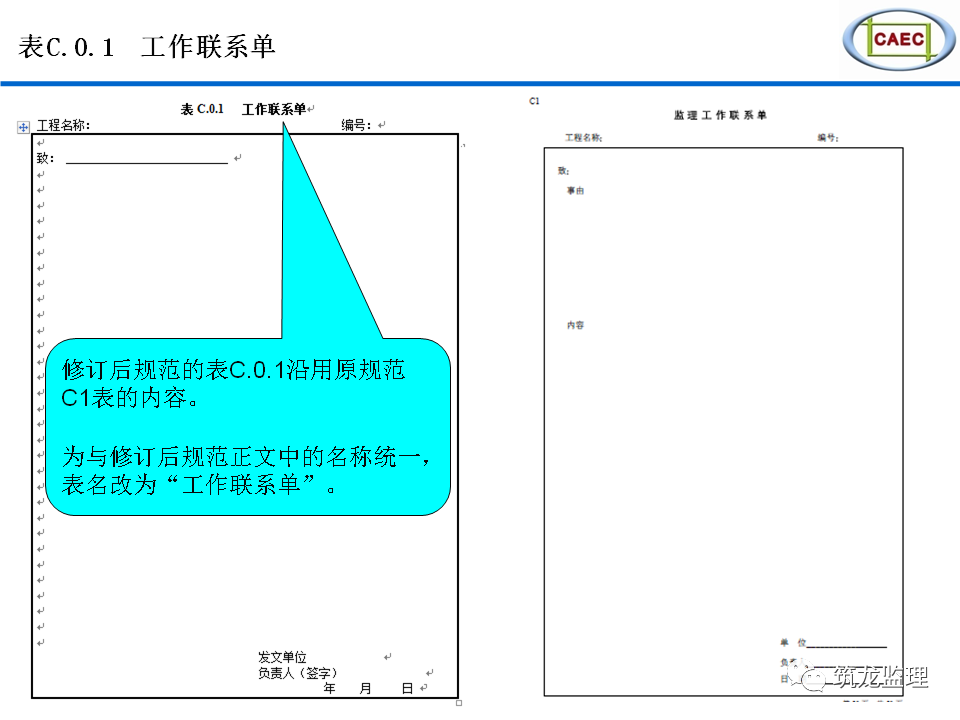 表C.0.1 工作联系单
CAEC
表 C.0.1 工作联系单
工程名称: 编号:
致:
修订后规范的表C.0.1沿用原规范
C1表的内容。
为与修订后规范正文中的名称统一，
表名改为“工作联系单”。
发文单位
负责人（签字）
年 月 日
C1
监理工作联系单
工程名称: 编号:
致:
事由
内容
单 位
日
筑龙监理